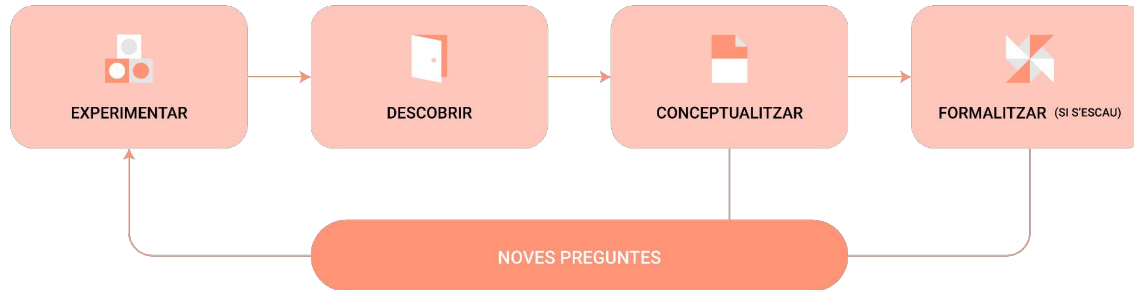 EXPERIMENTAR
DESCOBRIR
CONCEPTUALITZAR
FORMALITZAR (SI S'ESCAU)
NOVES PREGUNTES